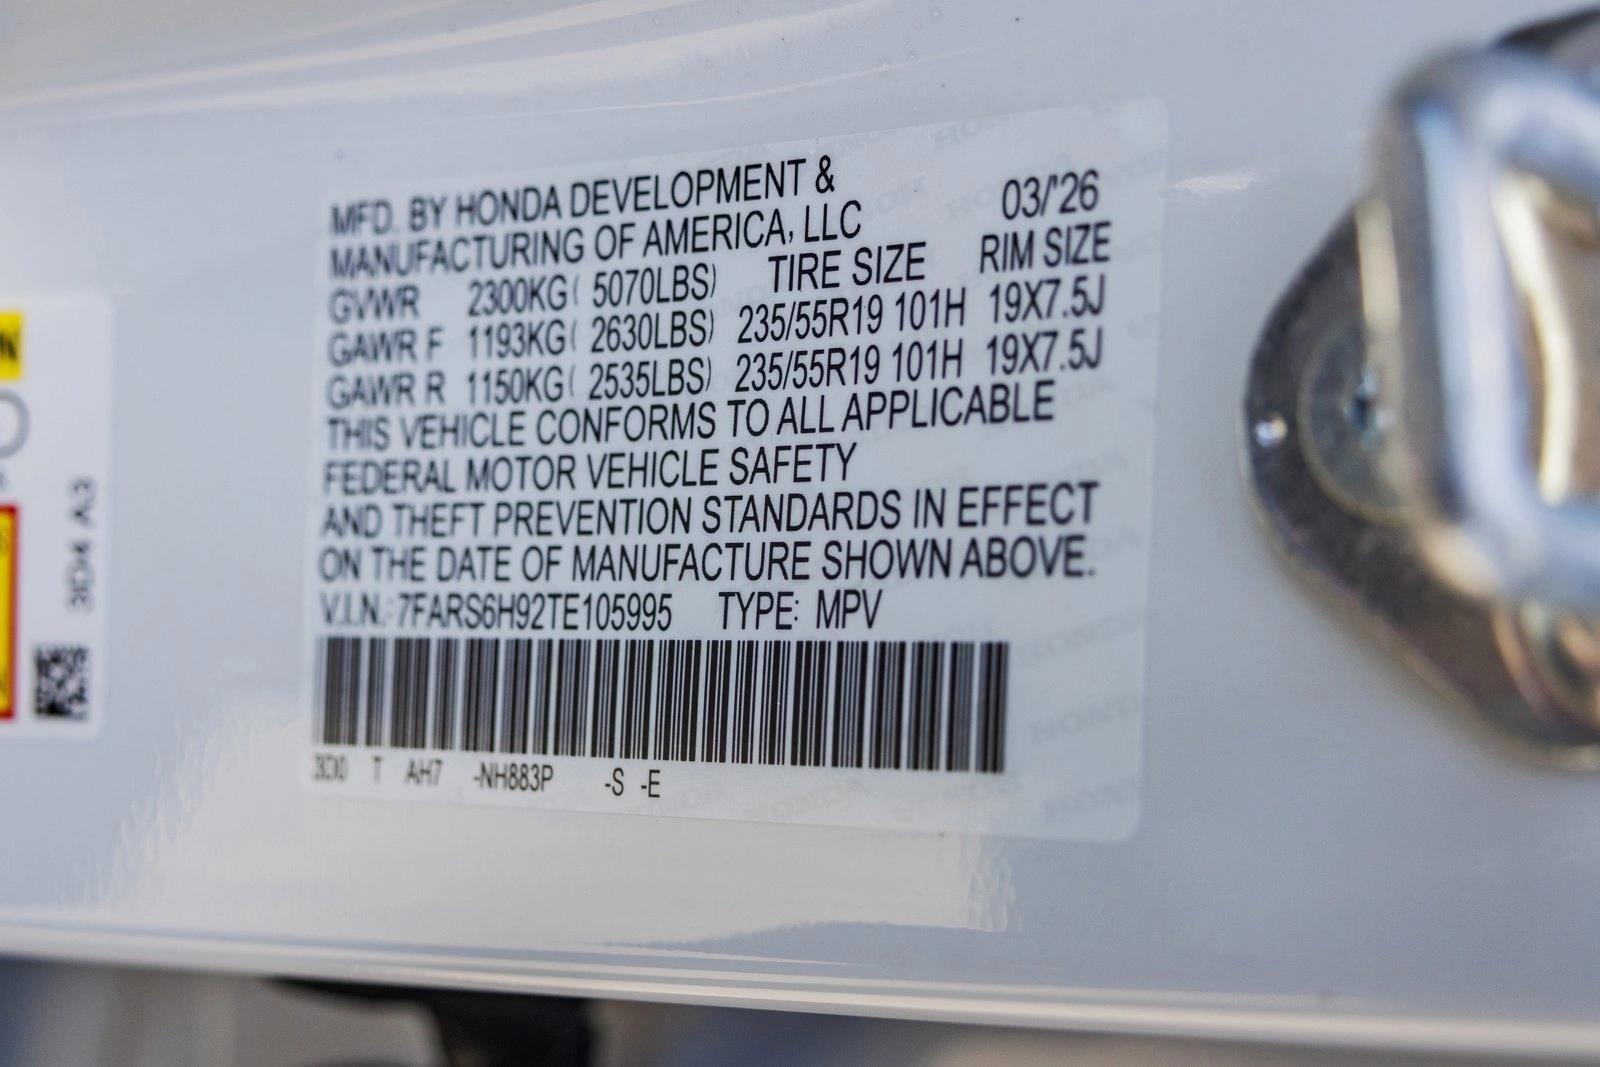 MFD. BY HONDA DEVELOPMENT &
MANUFACTURING OF AMERICA, LLC 03/'26
GVWR 2300KG( 5070LBS) TIRE SIZE RIM SIZE
GAWR F 1193KG( 2630LBS) 235/55R19 101H 19X7.5J
GAWR R 1150KG( 2535LBS) 235/55R19 101H 19X7.5J
THIS VEHICLE CONFORMS TO ALL APPLICABLE
FEDERAL MOTOR VEHICLE SAFETY
AND THEFT PREVENTION STANDARDS IN EFFECT
ON THE DATE OF MANUFACTURE SHOWN ABOVE.
V.I.N.: 7FARS6H92TE105995 TYPE: MPV
3D0 T AH7 -NH883P -S -E
3D4 A3